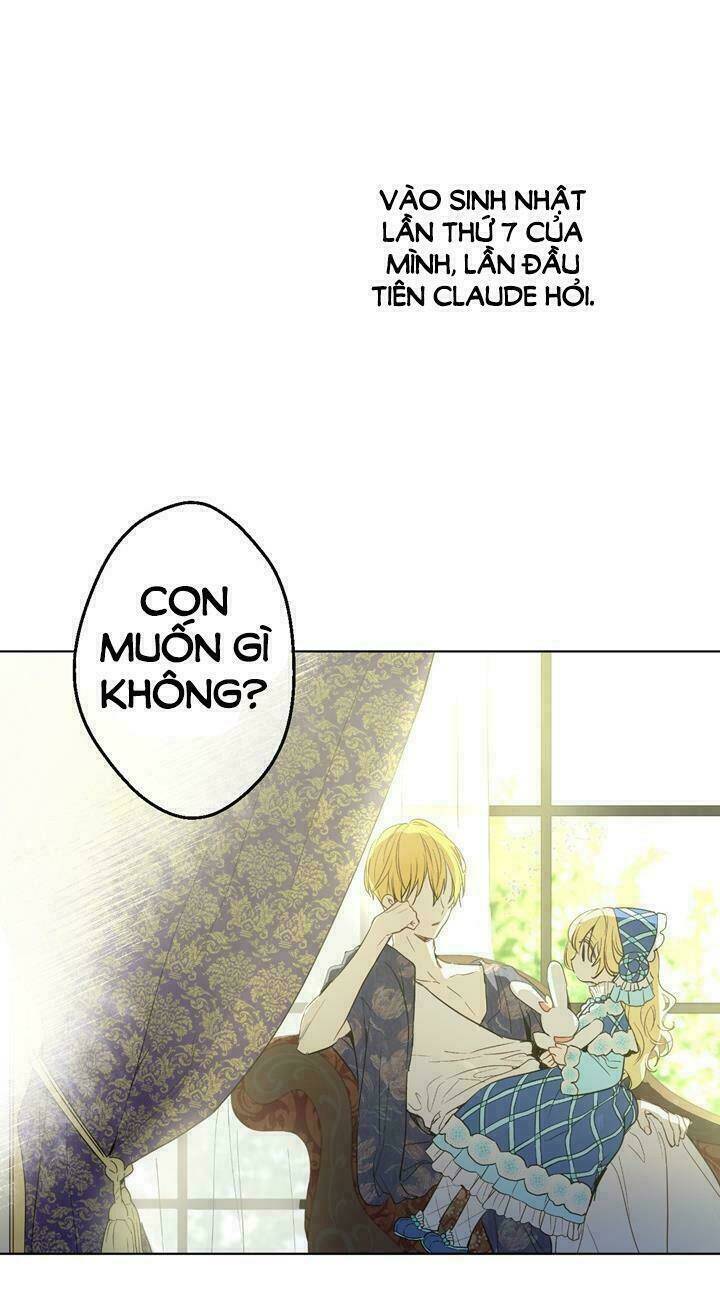 VÀO SINH NHẬT
LẦN THỨ 7 CỦA
MÌNH, LẦN ĐẦU
TIÊN CLAUDE HỎI.
CON
MUỐN GÌ
KHÔNG?